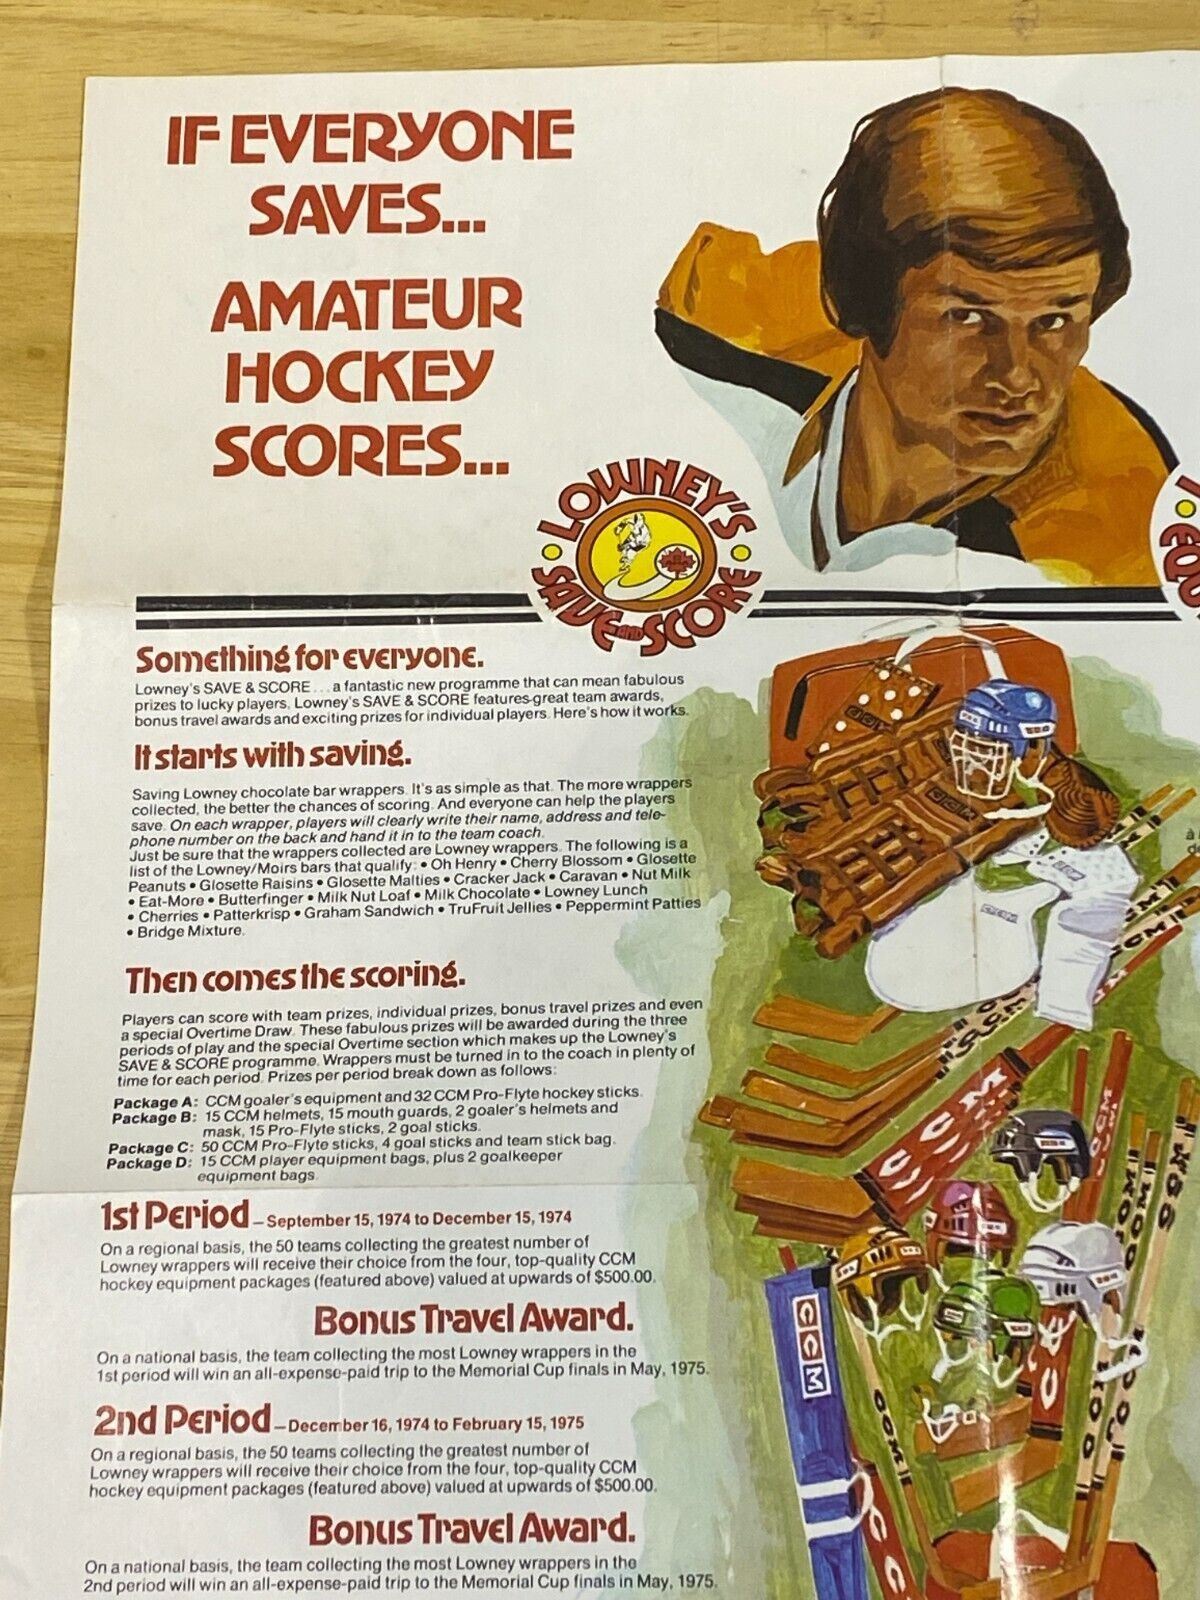 IF EVERYONE
SAVES...
AMATEUR
HOCKEY
SCORES...
LOWNEY'S
SAVE AND SCORE
Something for everyone.
Lowney's SAVE & SCORE ... a fantastic new programme that can mean fabulous
prizes to lucky players. Lowney's SAVE & SCORE features great team awards,
bonus travel awards and exciting prizes for individual players. Here's how it works.
It starts with saving.
Saving Lowney chocolate bar wrappers. It's as simple as that. The more wrappers
collected, the better the chances of scoring. And everyone can help the players
save. On each wrapper, players will clearly write their name, address and tele-
phone number on the back and hand it in to the team coach.
Just be sure that the wrappers collected are Lowney wrappers. The following is a
list of the Lowney/Moirs bars that qualify: • Oh Henry • Cherry Blossom • Glosette
Peanuts • Glosette Raisins • Glosette Malties • Cracker Jack • Caravan • Nut Milk
• Eat-More • Butterfinger • Milk Nut Loaf • Milk Chocolate • Lowney Lunch
• Cherries • Patterkrisp • Graham Sandwich • TruFruit Jellies • Peppermint Patties
• Bridge Mixture.
Then comes the scoring.
Players can score with team prizes, individual prizes, bonus travel prizes and even
a special Overtime Draw. These fabulous prizes will be awarded during the three
periods of play and the special Overtime section which makes up the Lowney's
SAVE & SCORE programme. Wrappers must be turned in to the coach in plenty of
time for each period. Prizes per period break down as follows:
Package A: CCM goaler's equipment and 32 CCM Pro-Flyte hockey sticks.
Package B: 15 CCM helmets, 15 mouth guards, 2 goaler's helmets and
mask, 15 Pro-Flyte sticks, 2 goal sticks.
Package C: 50 CCM Pro-Flyte sticks, 4 goal sticks and team stick bag.
Package D: 15 CCM player equipment bags, plus 2 goalkeeper
equipment bags.
1st Period – September 15, 1974 to December 15, 1974
On a regional basis, the 50 teams collecting the greatest number of
Lowney wrappers will receive their choice from the four, top-quality CCM
hockey equipment packages (featured above) valued at upwards of $500.00.
Bonus Travel Award.
On a national basis, the team collecting the most Lowney wrappers in the
1st period will win an all-expense-paid trip to the Memorial Cup finals in May, 1975.
2nd Period – December 16, 1974 to February 15, 1975
On a regional basis, the 50 teams collecting the greatest number of
Lowney wrappers will receive their choice from the four, top-quality CCM
hockey equipment packages (featured above) valued at upwards of $500.00.
Bonus Travel Award.
On a national basis, the team collecting the most Lowney wrappers in the
2nd period will win an all-expense-paid trip to the Memorial Cup finals in May, 1975.
CCM
CCM
CCM
CCM
CCM
CCM
CCM